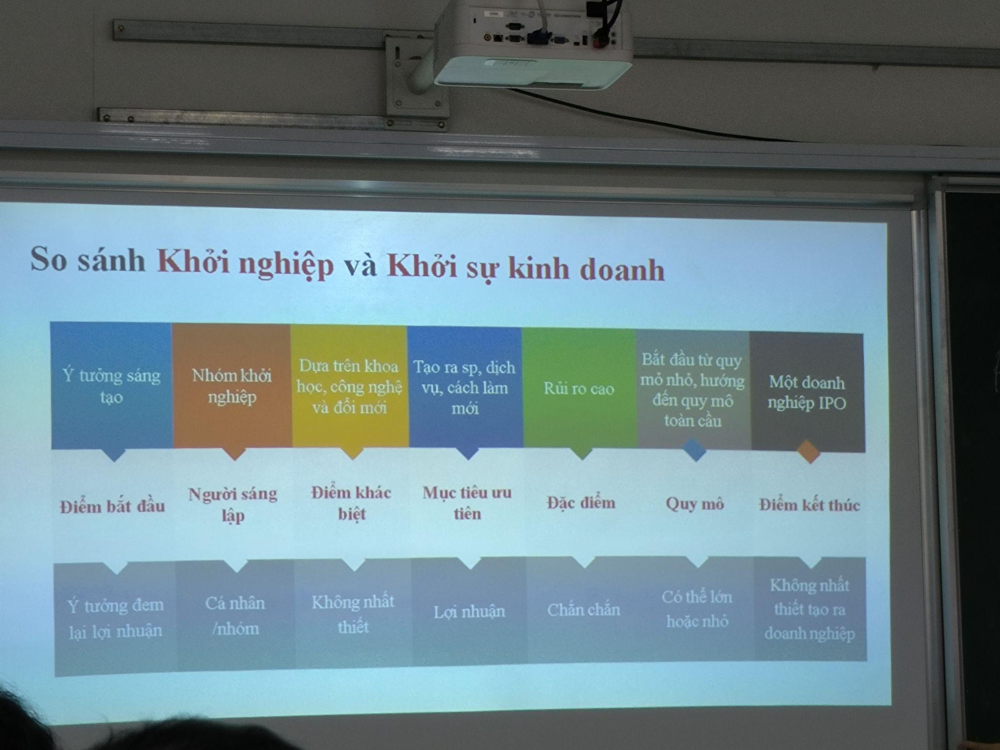 So sánh Khởi nghiệp và Khởi sự kinh doanh
Ý tưởng sáng
tạo
Nhóm khởi
nghiệp
Dựa trên khoa
học, công nghệ
và đổi mới
Tạo ra sp, dịch
vụ, cách làm
mới
Rủi ro cao
Bắt đầu từ quy
mỏ nhỏ, hướng
đến quy mô
toàn cầu
Một doanh
nghiệp IPO
Điểm bắt đầu
Người sáng
lập
Điểm khác
biệt
Mục tiêu ưu
tiên
Đặc điểm
Quy mô
Điểm kết thúc
Ý tưởng đem
lại lợi nhuận
Cá nhân
/nhóm
Không nhất
thiết
Lợi nhuận
Chắn chắn
Có thể lớn
hoặc nhỏ
Không nhất
thiết tạo ra
doanh nghiệp